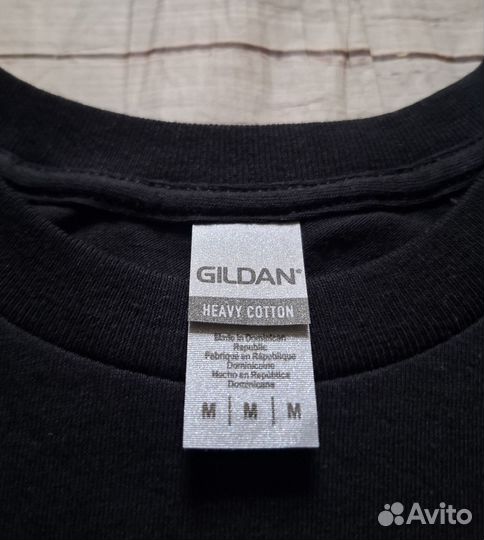 GILDAN®
HEAVY COTTON
Made in Dominican
Republic
Fabriqué en République
Dominicaine
Hecho en República
Dominicana
M | M | M
Avito